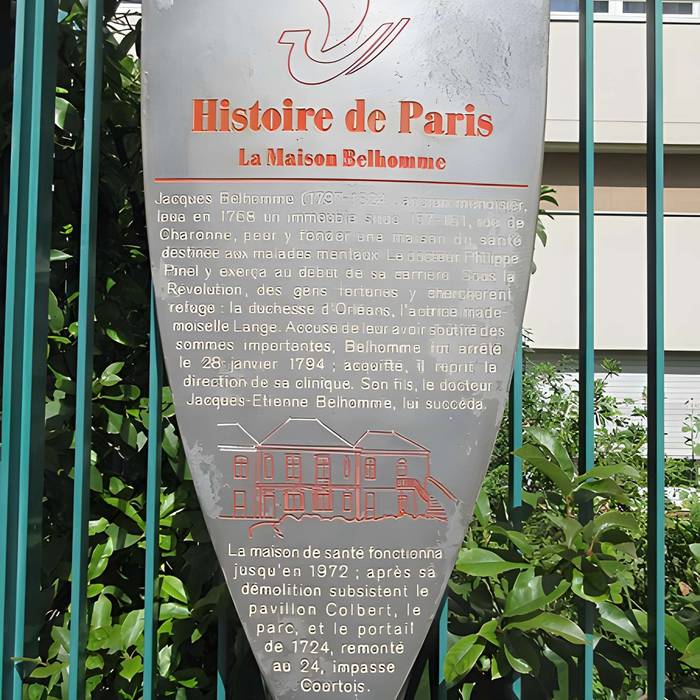 Histoire de Paris
La Maison Belhomme
Jacques Belhomme ancien menuisier,
loua en 1768 un immeuble situé rue de
Charonne, pour y fonder une maison de santé
destinée aux malades mentaux. Le docteur Philippe
Pinel y exerça au début de sa carrière. Sous la
Révolution, des gens fortunés y cherchèrent
refuge : la duchesse d'Orléans, l'actrice made-
moiselle Lange. Accusé de leur avoir soutiré des
sommes importantes, Belhomme fut arrêté
le 28 janvier 1794 ; acquitté, il reprit la
direction de sa clinique. Son fils, le docteur
Jacques-Etienne Belhomme, lui succéda.
La maison de santé fonctionna
jusqu'en 1972 ; après sa
démolition subsistent le
pavillon Colbert, le
parc, et le portail
de 1724, remonté
au 24, impasse
Courtois.